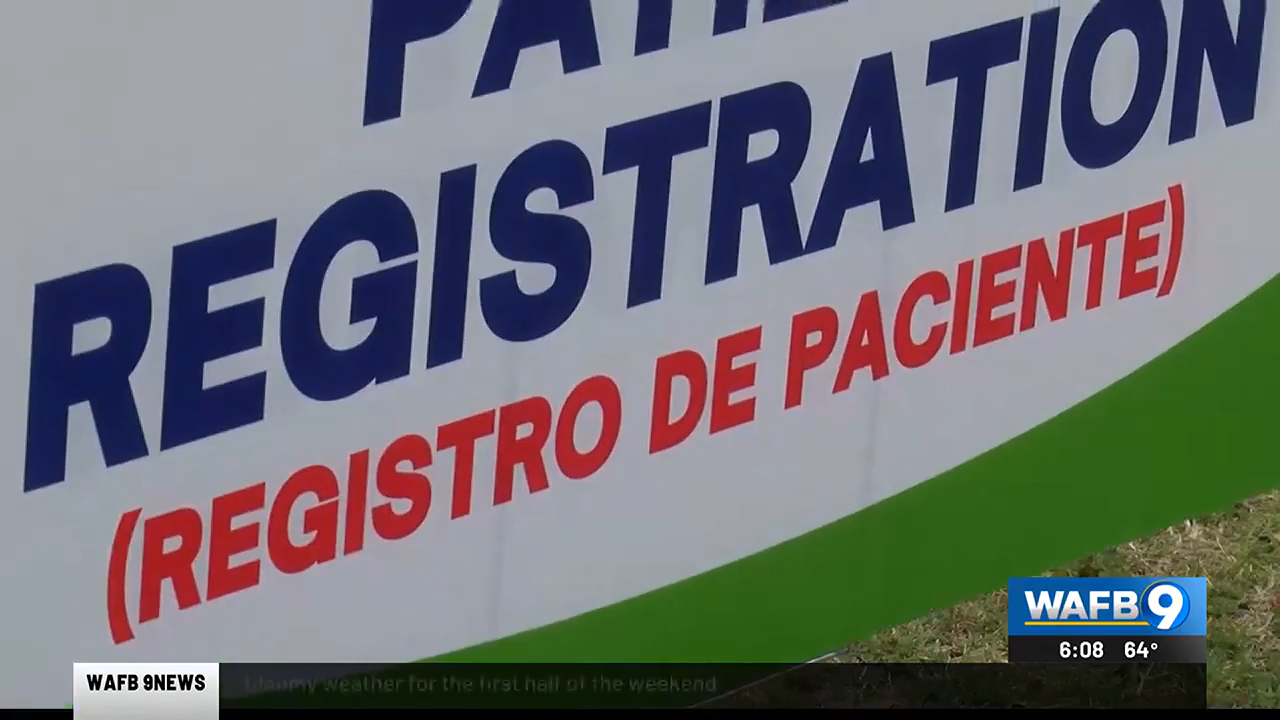 REGISTRATION
(REGISTRO DE PACIENTE)
WAFB 9
6:08 64°
WAFB 9NEWS
weather for the first half of the weekend